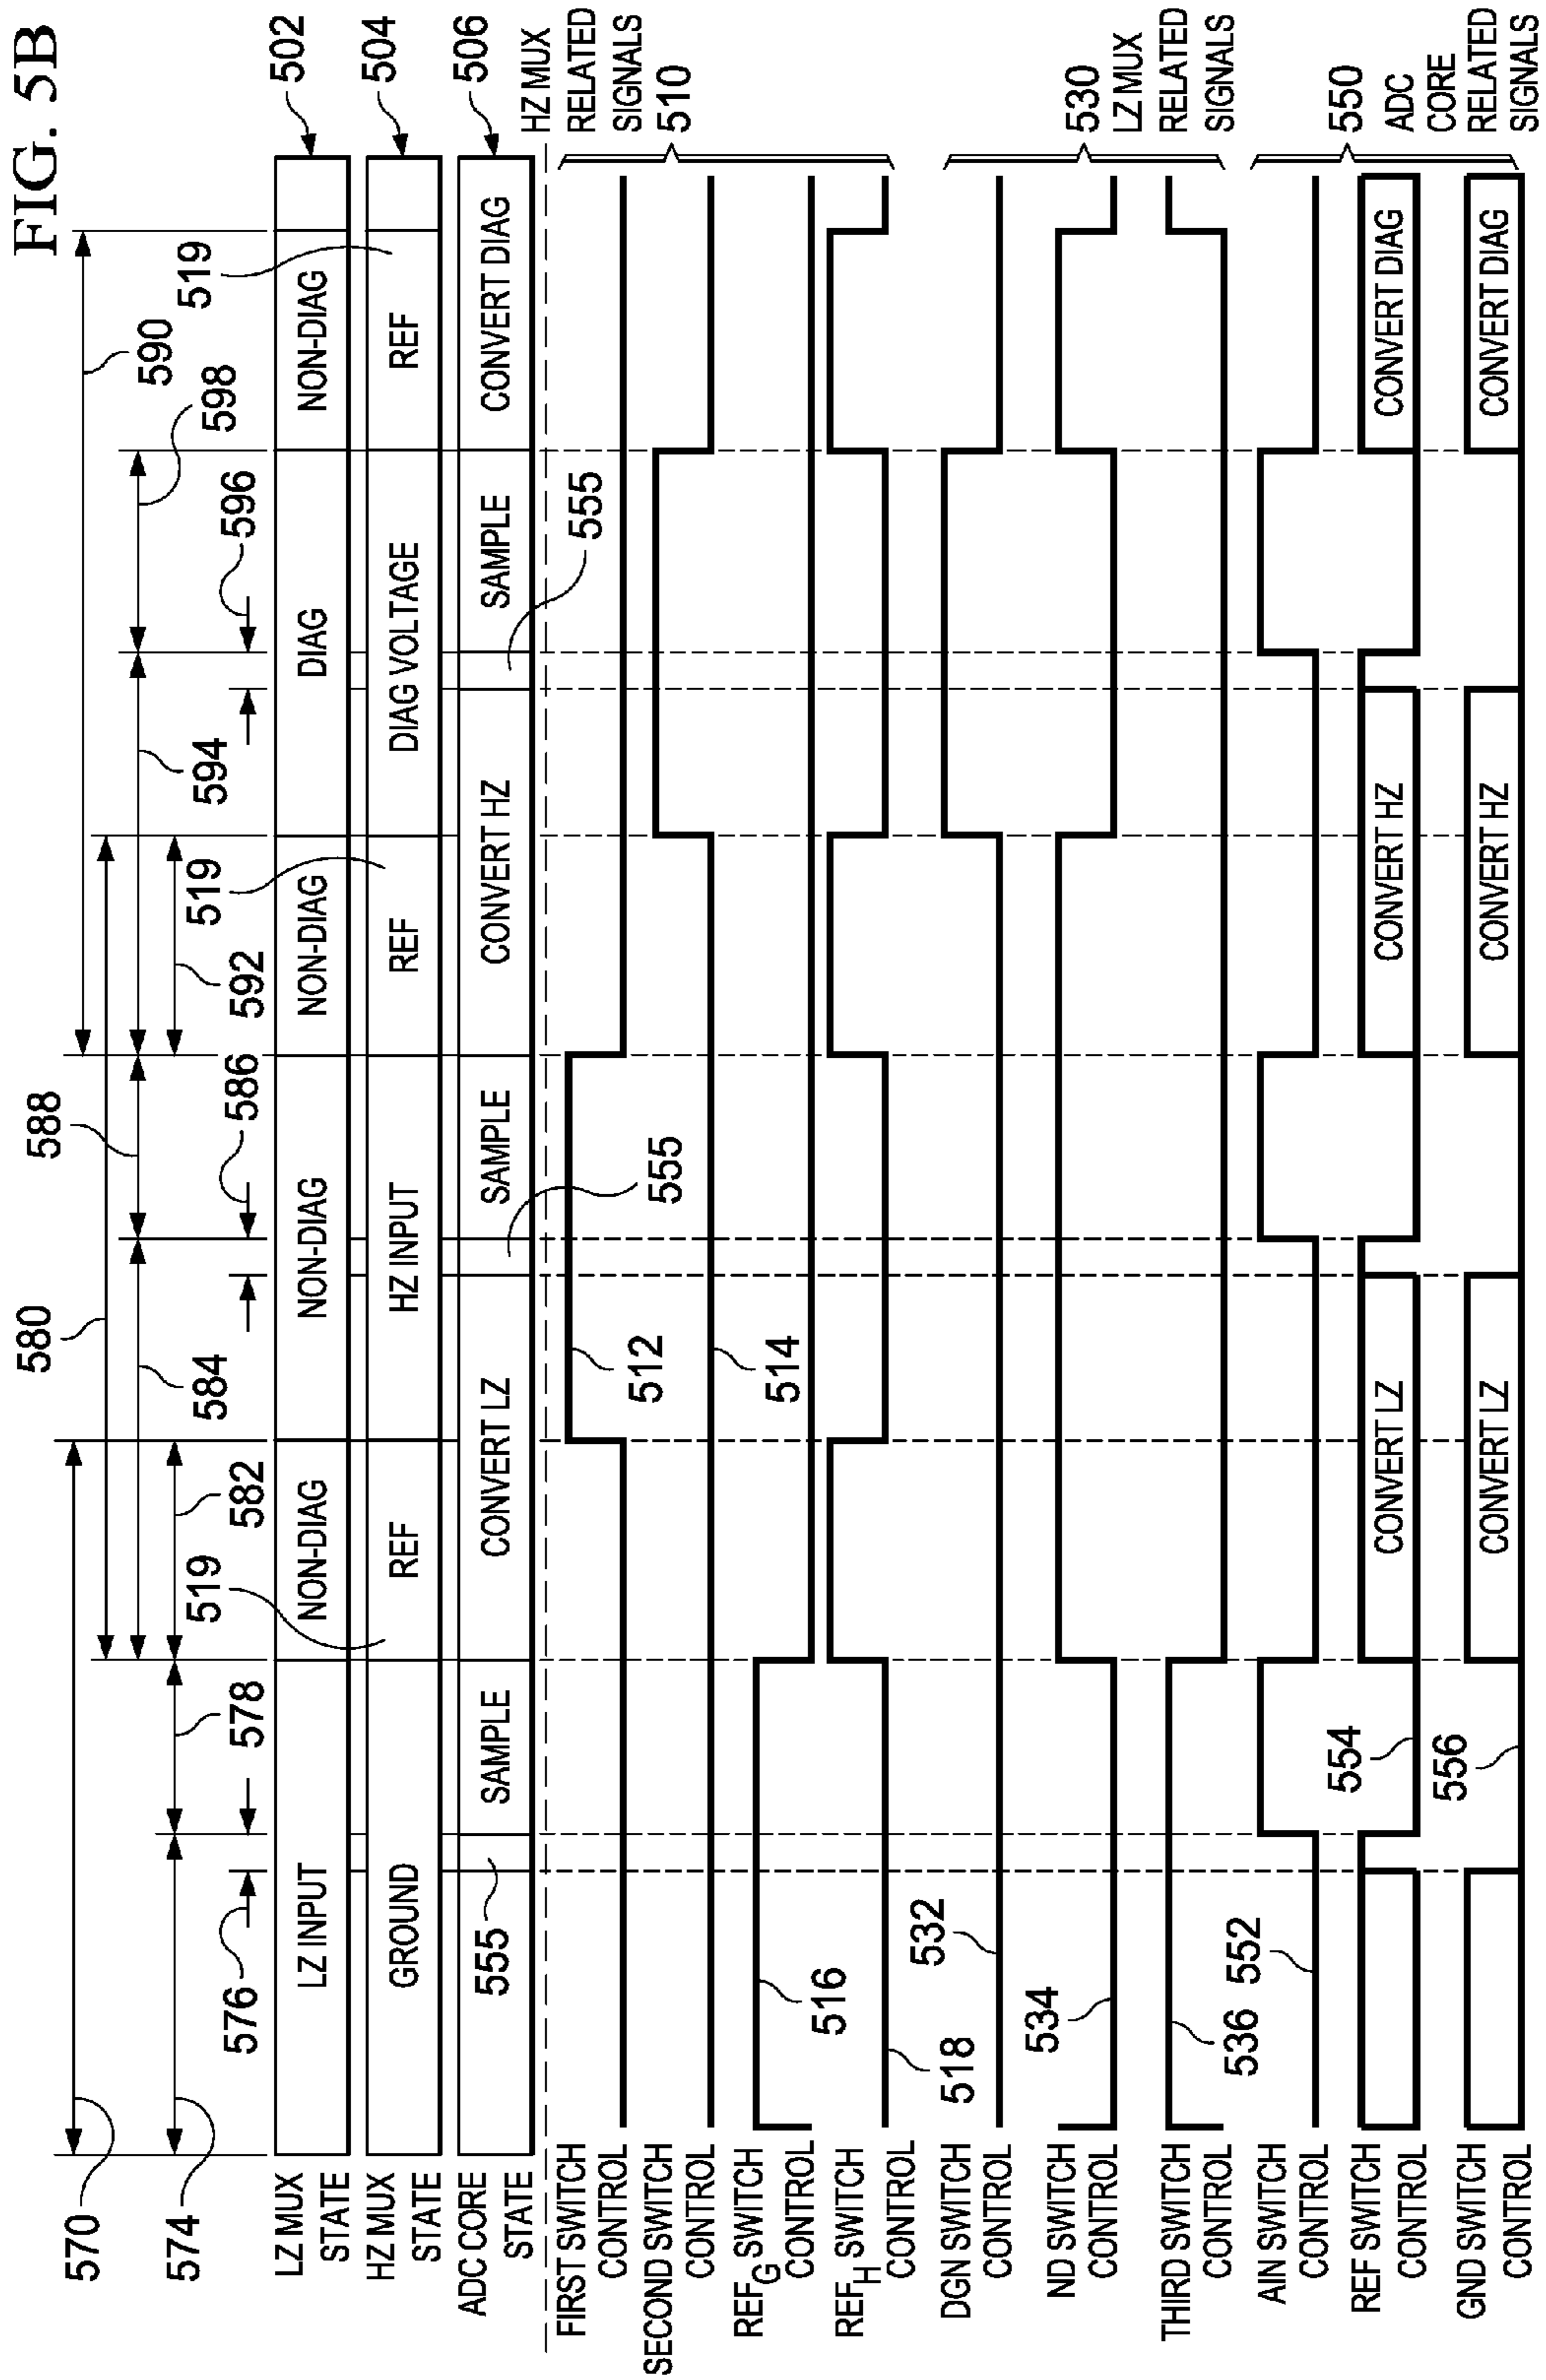 FIG. 5B
570
580
588
590
574
576
578
519
582
584
586
592
519
594
596
598
519
LZ MUX
STATE
LZ INPUT
NON-DIAG
NON-DIAG
NON-DIAG
DIAG
NON-DIAG
502
HZ MUX
STATE
GROUND
REF
HZ INPUT
REF
DIAG VOLTAGE
REF
504
ADC CORE
STATE
555
SAMPLE
CONVERT LZ
555
SAMPLE
CONVERT HZ
555
SAMPLE
CONVERT DIAG
506
HZ MUX
RELATED
SIGNALS
510
FIRST SWITCH
CONTROL
512
SECOND SWITCH
CONTROL
514
REFG SWITCH
CONTROL
516
REFH SWITCH
CONTROL
518
530
LZ MUX
RELATED
SIGNALS
DGN SWITCH
CONTROL
532
ND SWITCH
CONTROL
534
THIRD SWITCH
CONTROL
536
550
ADC
CORE
RELATED
SIGNALS
AIN SWITCH
CONTROL
552
REF SWITCH
CONTROL
554
CONVERT LZ
CONVERT HZ
CONVERT DIAG
GND SWITCH
CONTROL
556
CONVERT LZ
CONVERT HZ
CONVERT DIAG